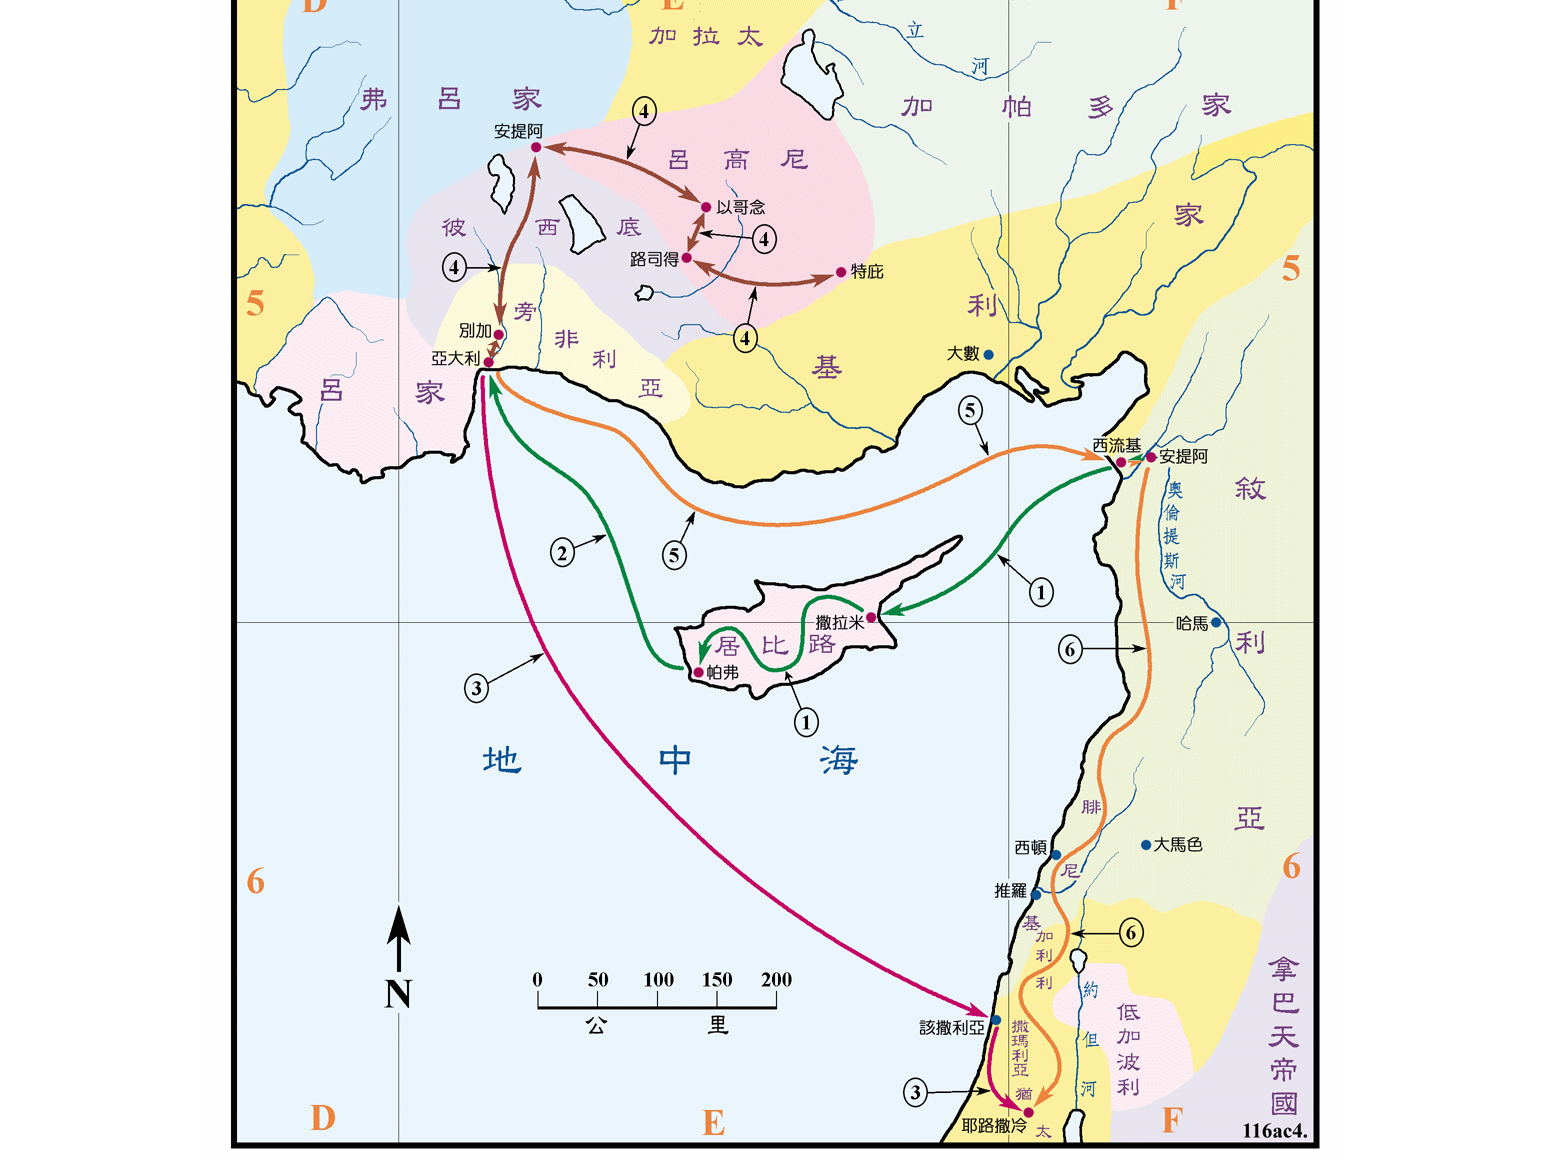 D E F
加拉太
立
河
弗呂家
加帕多家
安提阿
4
呂高尼
以哥念
家
彼西底
4
路司得
4
特庇
5
利
5
旁
4
別加
非
大數
亞大利
利
基
呂家
亞
5
西流基
安提阿
敘
奧倫提斯河
2
5
1
撒拉米
哈馬
居比路
利
6
帕弗
3
1
地中海
腓
亞
西頓
大馬色
尼
6
推羅
6
基
加利利
6
N
0 50 100 150 200
公里
約但河
低加波利
拿巴天帝國
該撒利亞
撒瑪利亞
3
猶太
耶路撒冷
D E F
116ac4.